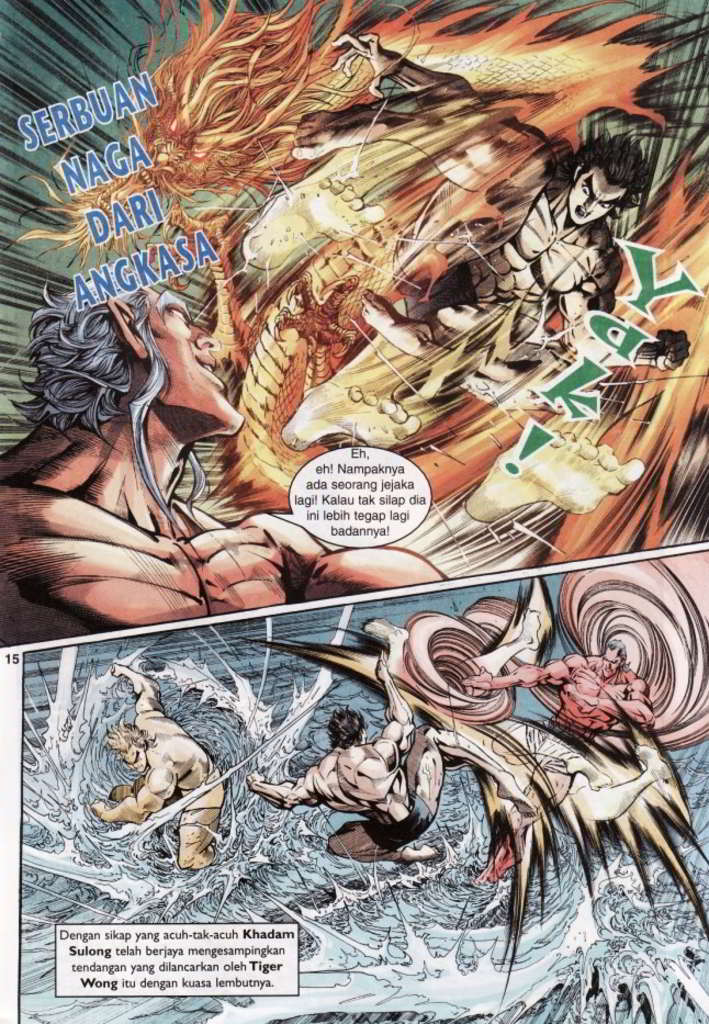 SERBUAN
NAGA
DARI
ANGKASA
YAZ!
Eh,
eh! Nampaknya
ada seorang jejaka
lagi! Kalau tak silap dia
ini lebih tegap lagi
badannya!
15
Dengan sikap yang acuh-tak-acuh Khadam
Sulong telah berjaya mengesampingkan
tendangan yang dilancarkan oleh Tiger
Wong itu dengan kuasa lembutnya.